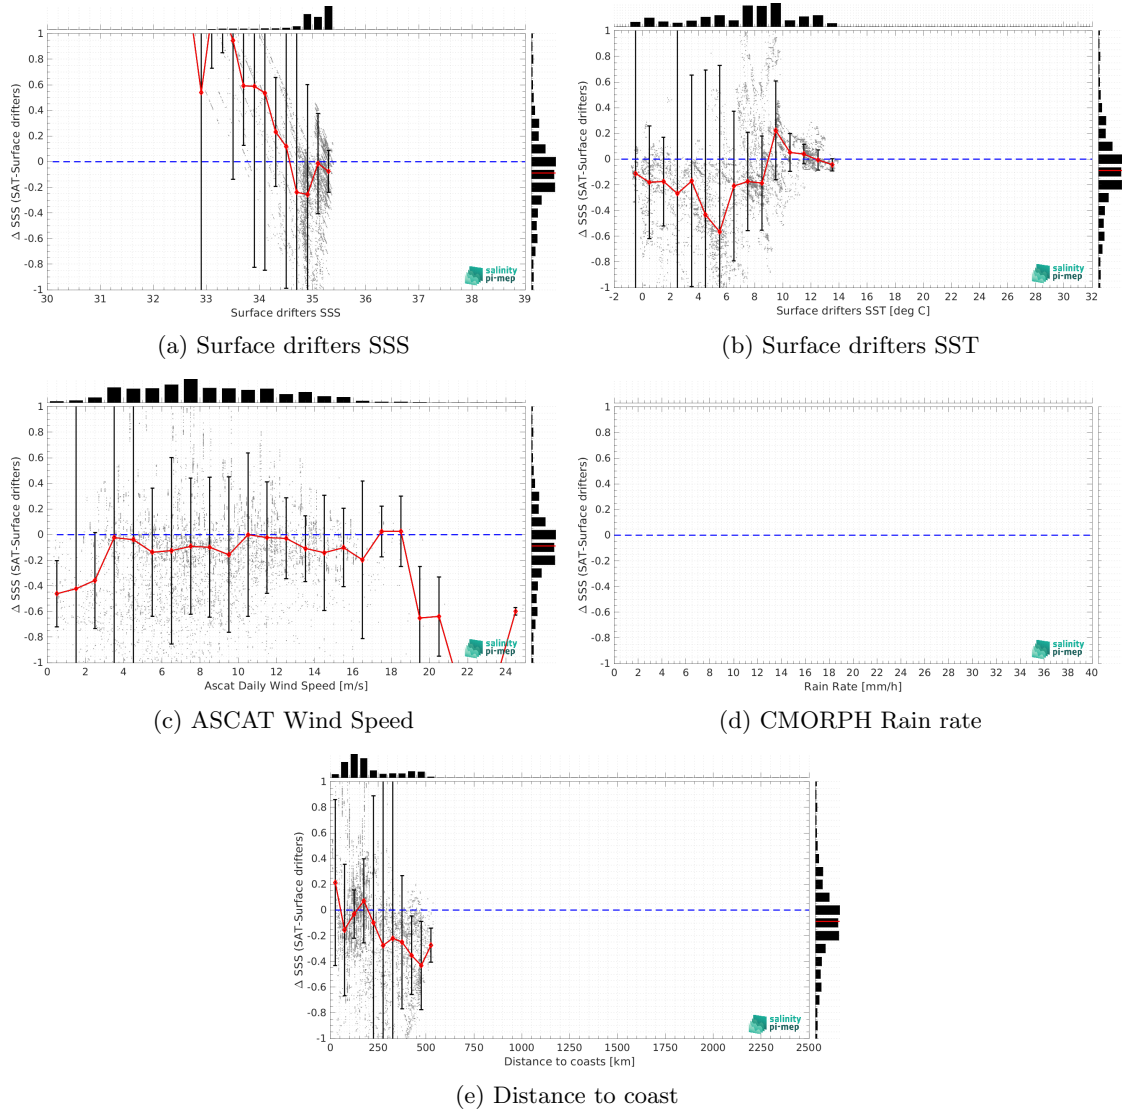 1
0.8
0.6
0.4
0.2
0
-0.2
-0.4
-0.6
-0.8
-1
Δ SSS (SAT-Surface drifters)
salinity
pi-mep
30 31 32 33 34 35 36 37 38 39
Surface drifters SSS
(a) Surface drifters SSS
1
0.8
0.6
0.4
0.2
0
-0.2
-0.4
-0.6
-0.8
-1
Δ SSS (SAT-Surface drifters)
salinity
pi-mep
-2 0 2 4 6 8 10 12 14 16 18 20 22 24 26 28 30 32
Surface drifters SST [deg C]
(b) Surface drifters SST
1
0.8
0.6
0.4
0.2
0
-0.2
-0.4
-0.6
-0.8
-1
Δ SSS (SAT-Surface drifters)
salinity
pi-mep
0 2 4 6 8 10 12 14 16 18 20 22 24
Ascat Daily Wind Speed [m/s]
(c) ASCAT Wind Speed
1
0.8
0.6
0.4
0.2
0
-0.2
-0.4
-0.6
-0.8
-1
Δ SSS (SAT-Surface drifters)
salinity
pi-mep
0 2 4 6 8 10 12 14 16 18 20 22 24 26 28 30 32 34 36 38 40
Rain Rate [mm/h]
(d) CMORPH Rain rate
1
0.8
0.6
0.4
0.2
0
-0.2
-0.4
-0.6
-0.8
-1
Δ SSS (SAT-Surface drifters)
salinity
pi-mep
0 250 500 750 1000 1250 1500 1750 2000 2250 2500
Distance to coasts [km]
(e) Distance to coast